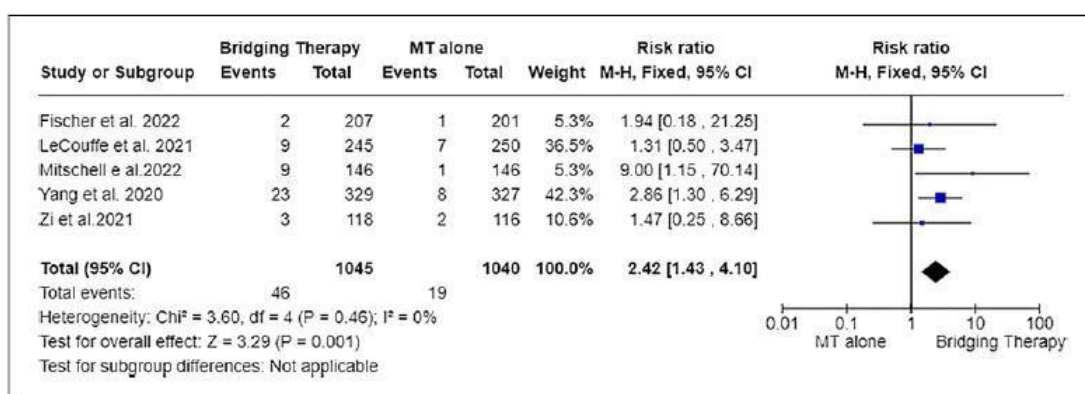 Bridging Therapy MT alone Risk ratio Risk ratio
Study or Subgroup Events Total Events Total Weight M-H, Fixed, 95% CI M-H, Fixed, 95% CI
Fischer et al. 2022 2 207 1 201 5.3% 1.94 [0.18 , 21.25]
LeCouffe et al. 2021 9 245 7 250 36.5% 1.31 [0.50 , 3.47]
Mitschell e al.2022 9 146 1 146 5.3% 9.00 [1.15 , 70.14]
Yang et al. 2020 23 329 8 327 42.3% 2.86 [1.30 , 6.29]
Zi et al.2021 3 118 2 116 10.6% 1.47 [0.25 , 8.66]
Total (95% CI) 1045 1040 100.0% 2.42 [1.43 , 4.10]
Total events: 46 19
Heterogeneity: Chi² = 3.60, df = 4 (P = 0.46); I² = 0%
Test for overall effect: Z = 3.29 (P = 0.001)
Test for subgroup differences: Not applicable
0.01 0.1 1 10 100
MT alone Bridging Therapy